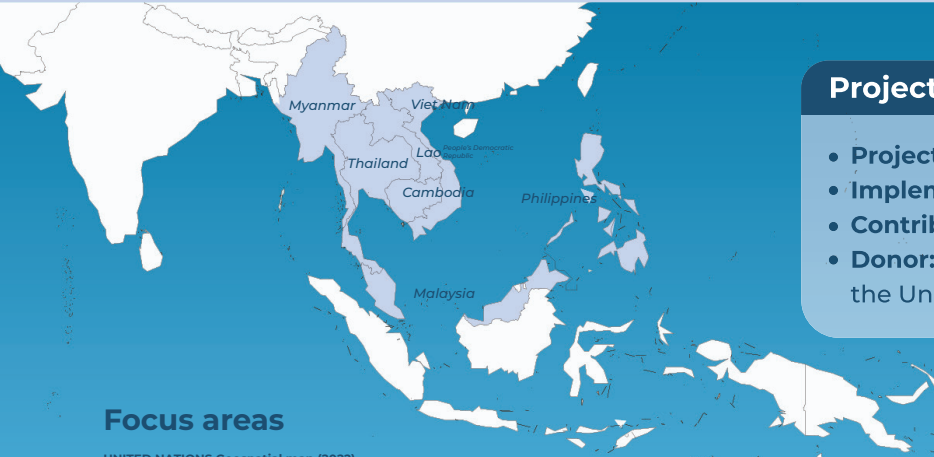 Myanmar
Viet Nam
Lao People's Democratic
Republic
Thailand
Cambodia
Philippines
Malaysia
Focus areas
UNITED NATIONS Geospatial map (2022)
Project
• Project
• Implem
• Contrib
• Donor:
the Un